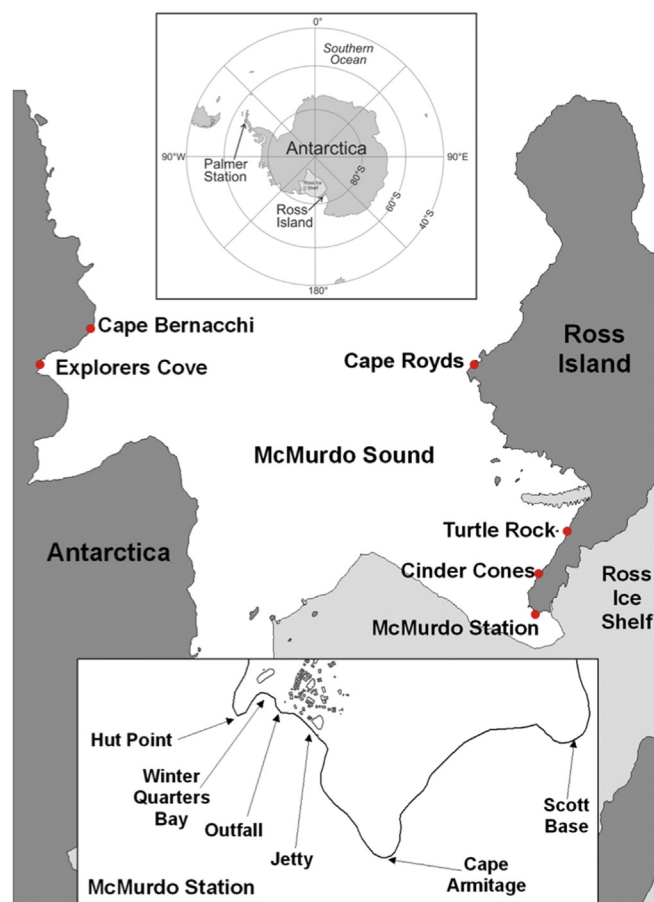 0°
Southern
Ocean
90°W
Palmer
Station
Antarctica
90°E
80°S
60°S
40°S
Ross
Island
180°
Cape Bernacchi
Explorers Cove
Cape Royds
Ross
Island
McMurdo Sound
Antarctica
Turtle Rock
Cinder Cones
McMurdo Station
Ross
Ice
Shelf
Hut Point
Winter
Quarters
Bay
Outfall
Jetty
Cape
Armitage
Scott
Base
McMurdo Station